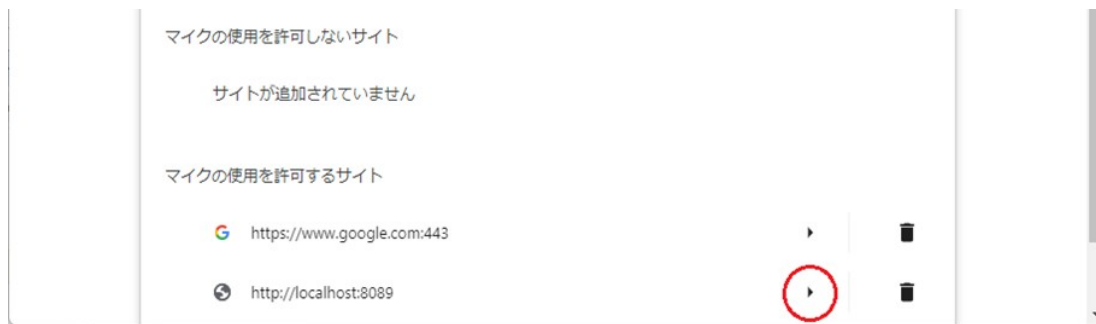 マイクの使用を許可しないサイト
サイトが追加されていません
マイクの使用を許可するサイト
https://www.google.com:443
http://localhost:8089